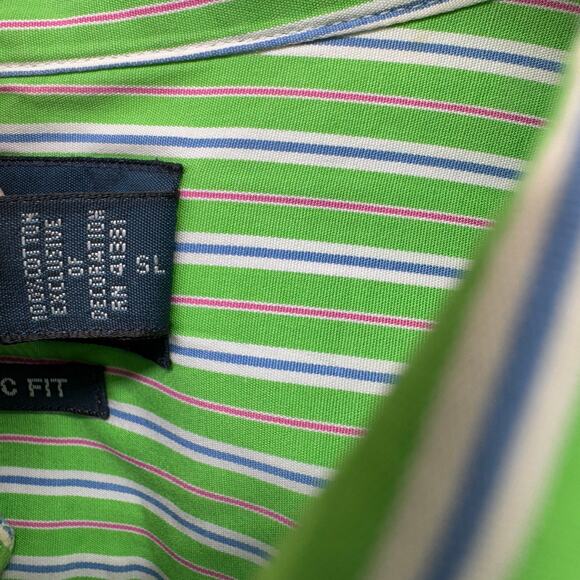 100% COTTON
EXCLUSIVE
OF
DECORATION
RN 41381
SL
C FIT